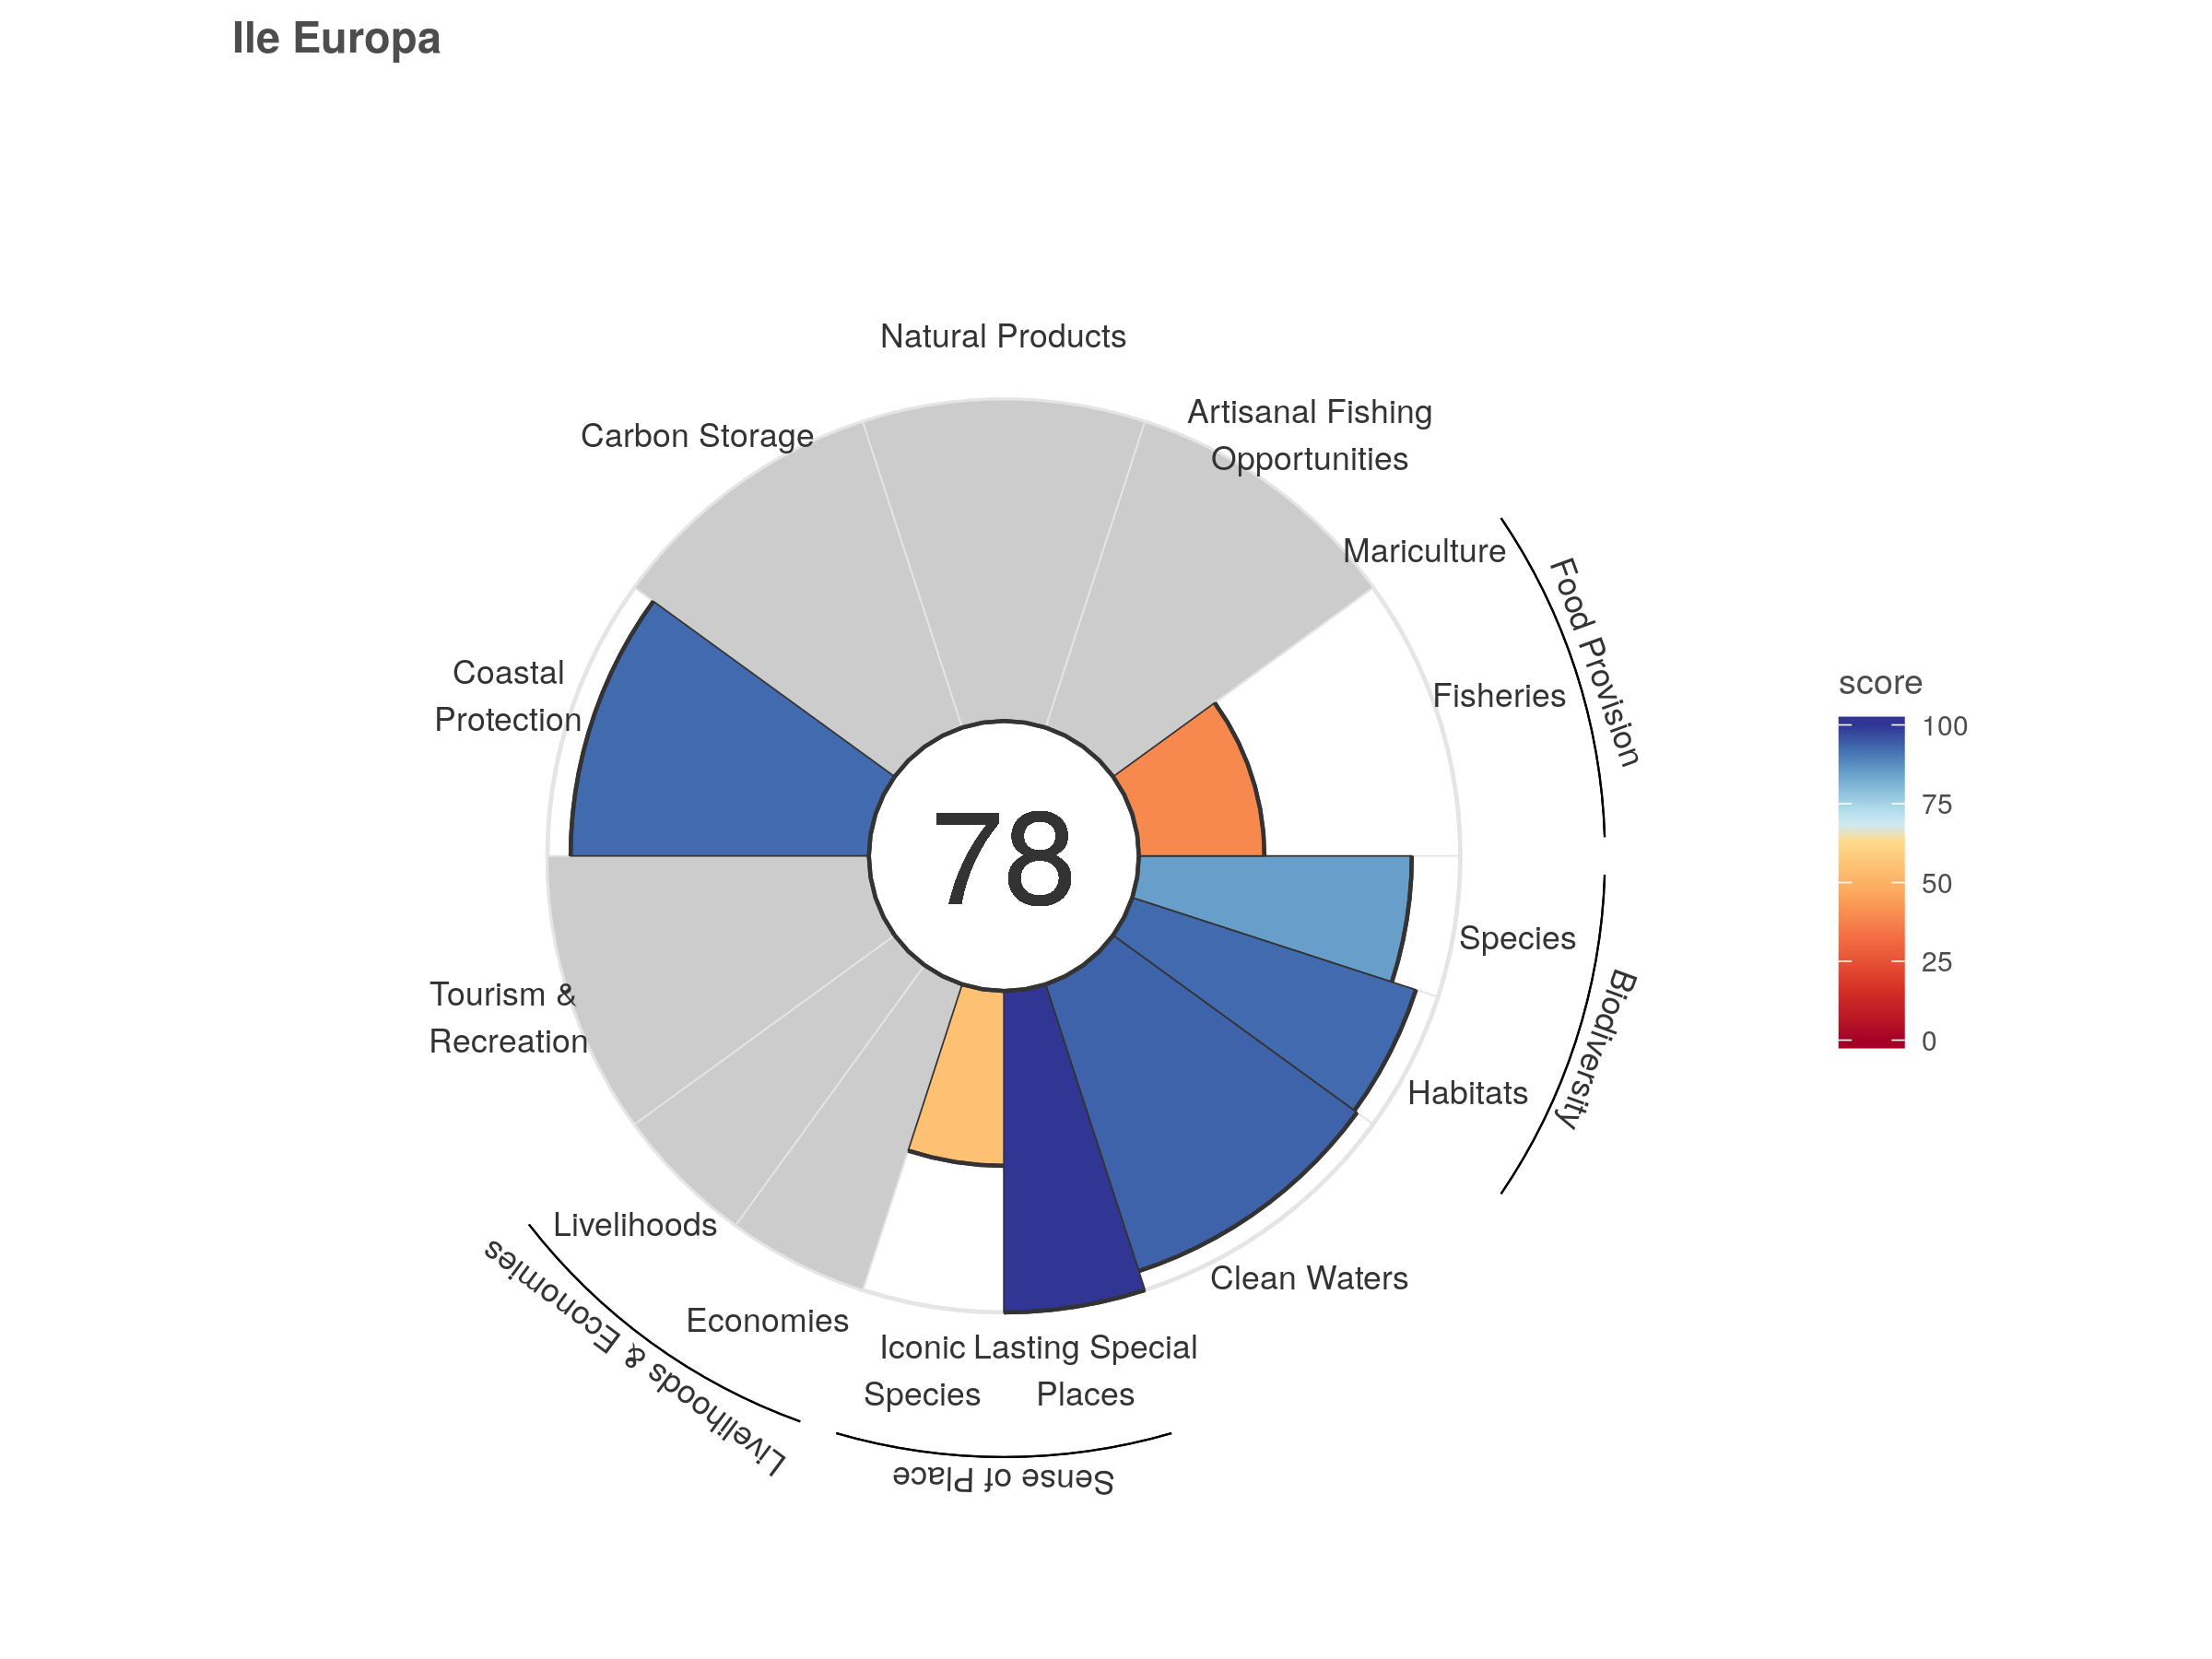 Ile Europa
Natural Products
Artisanal Fishing
Opportunities
Carbon Storage
Mariculture
Food Provision
Fisheries
Coastal
Protection
score
100
75
50
25
0
78
Species
Biodiversity
Habitats
Tourism &
Recreation
Livelihoods
Livelihoods & Economies
Economies
Clean Waters
Iconic
Species
Lasting Special
Places
Sense of Place